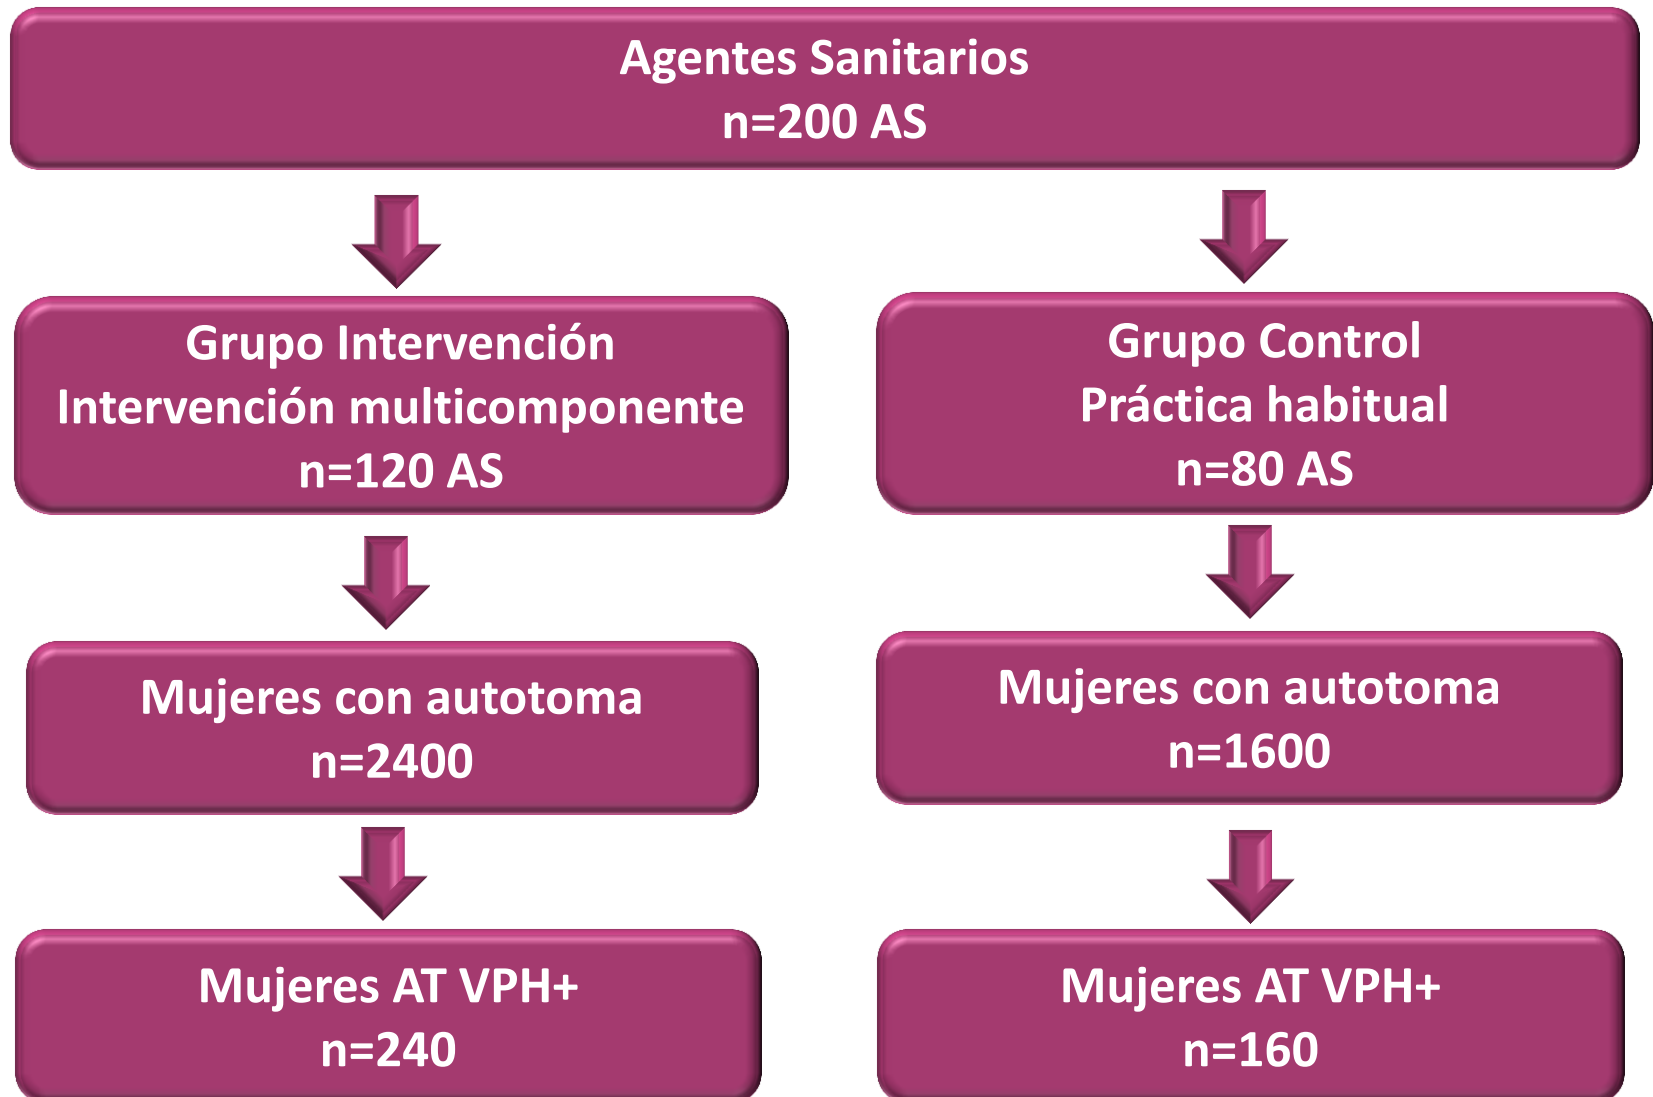 Agentes Sanitarios
n=200 AS
Grupo Intervención
Intervención multicomponente
n=120 AS
Grupo Control
Práctica habitual
n=80 AS
Mujeres con autotoma
n=2400
Mujeres con autotoma
n=1600
Mujeres AT VPH+
n=240
Mujeres AT VPH+
n=160